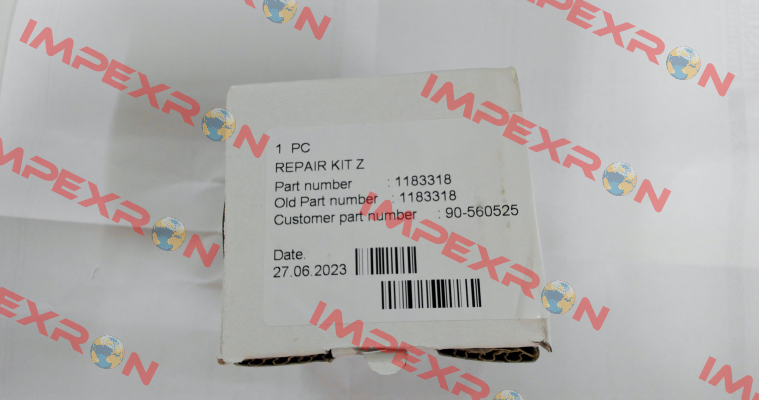 1 PC
REPAIR KIT Z
Part number : 1183318
Old Part number : 1183318
Customer part number : 90-560525
Date.
27.06.2023
IMPEXRON
IMPEXRON
IMPEXRON
IMPEXRON
IMPEXRON
IMPEXRON